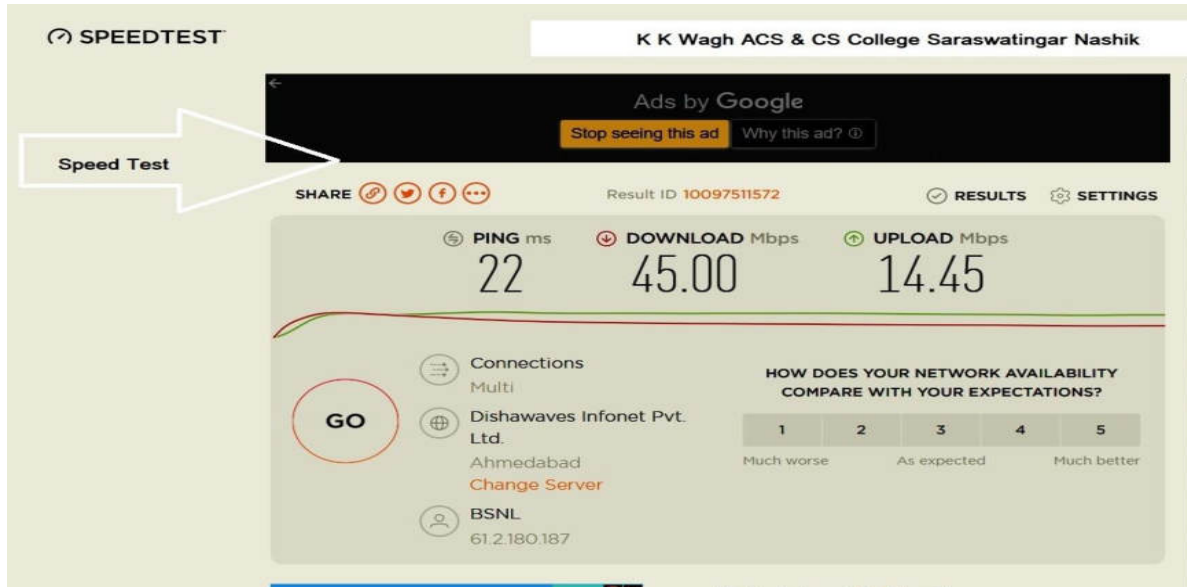 SPEEDTEST
K K Wagh ACS & CS College Saraswatingar Nashik
Ads by Google
Stop seeing this ad Why this ad?
Speed Test
SHARE Result ID 10097511572 RESULTS SETTINGS
PING ms DOWNLOAD Mbps UPLOAD Mbps
22 45.00 14.45
Connections
Multi
HOW DOES YOUR NETWORK AVAILABILITY
COMPARE WITH YOUR EXPECTATIONS?
GO
Dishawaves Infonet Pvt.
Ltd.
Ahmedabad
Change Server
1 2 3 4 5
Much worse As expected Much better
BSNL
61.2.180.187